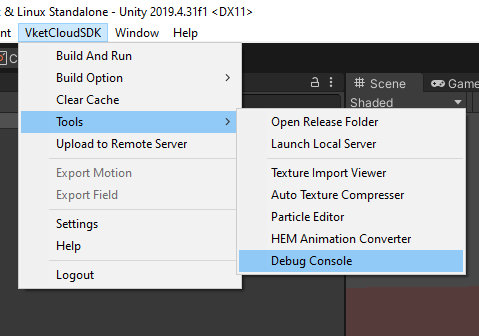 & Linux Standalone - Unity 2019.4.31f1 <DX11>
nt VketCloudSDK Window Help
Build And Run
Build Option
Clear Cache
Tools
Upload to Remote Server
Export Motion
Export Field
Settings
Help
Logout
Open Release Folder
Launch Local Server
Texture Import Viewer
Auto Texture Compresser
Particle Editor
HEM Animation Converter
Debug Console
Scene
Game
Shaded